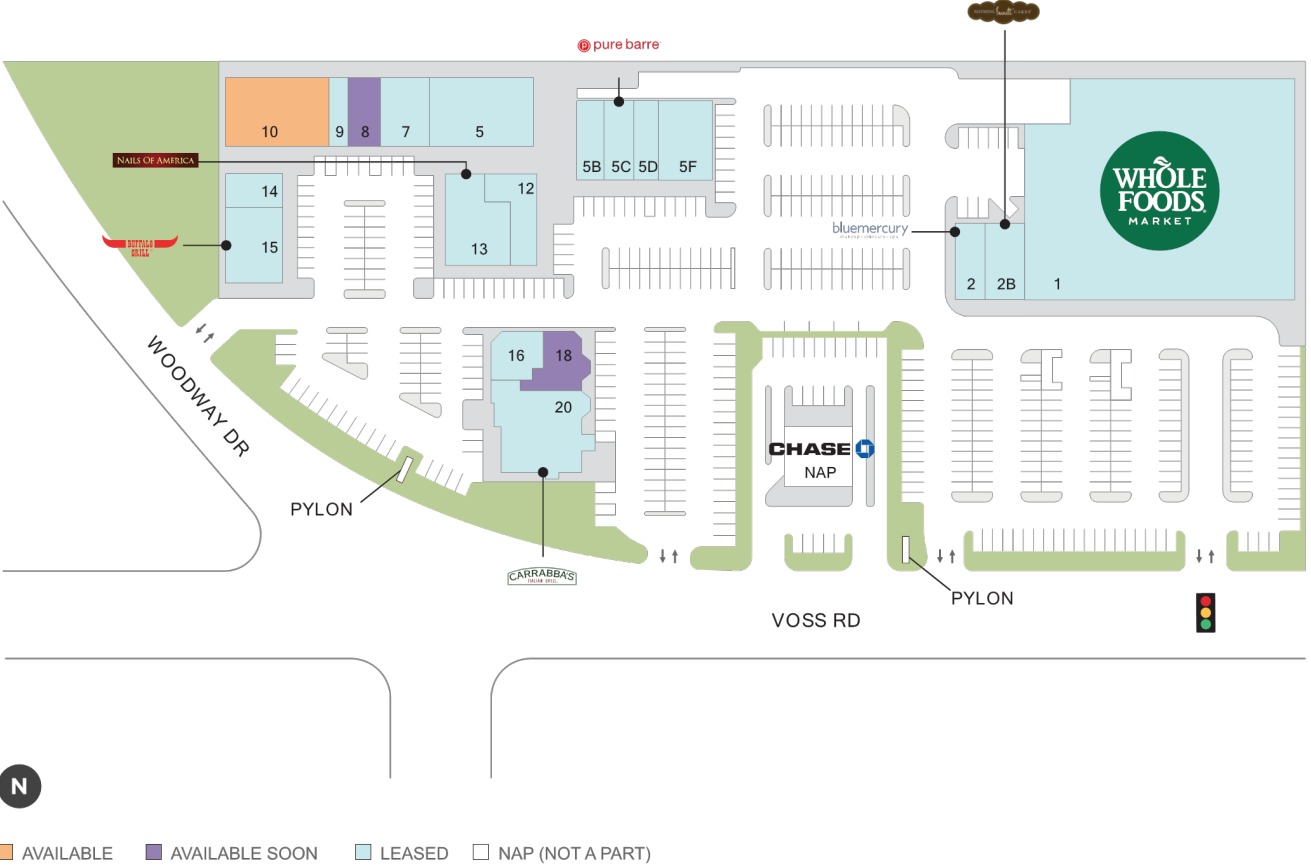 pure barre
10
9
8
7
5
NAILS OF AMERICA
5B
5C
5D
5F
14
12
WHOLE
FOODS
MARKET
BUFFALO
GRILL
15
13
bluemercury
2
2B
1
WOODWAY DR
16
18
20
CHASE
NAP
PYLON
CARRABBA'S
ITALIAN GRILL
PYLON
VOSS RD
N
AVAILABLE
AVAILABLE SOON
LEASED
NAP (NOT A PART)